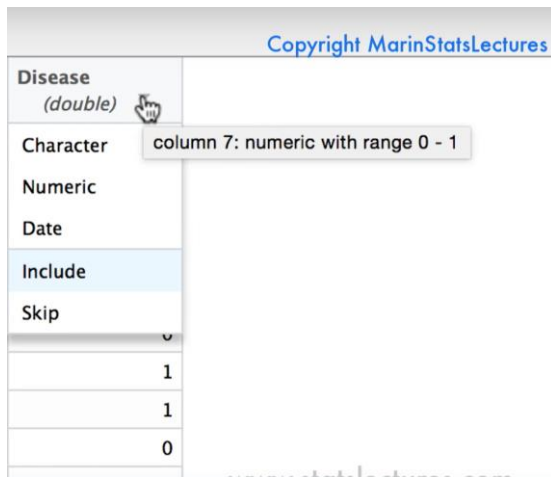 Copyright MarinStatsLectures
Disease
(double)
column 7: numeric with range 0 - 1
Character
Numeric
Date
Include
Skip
1
1
0